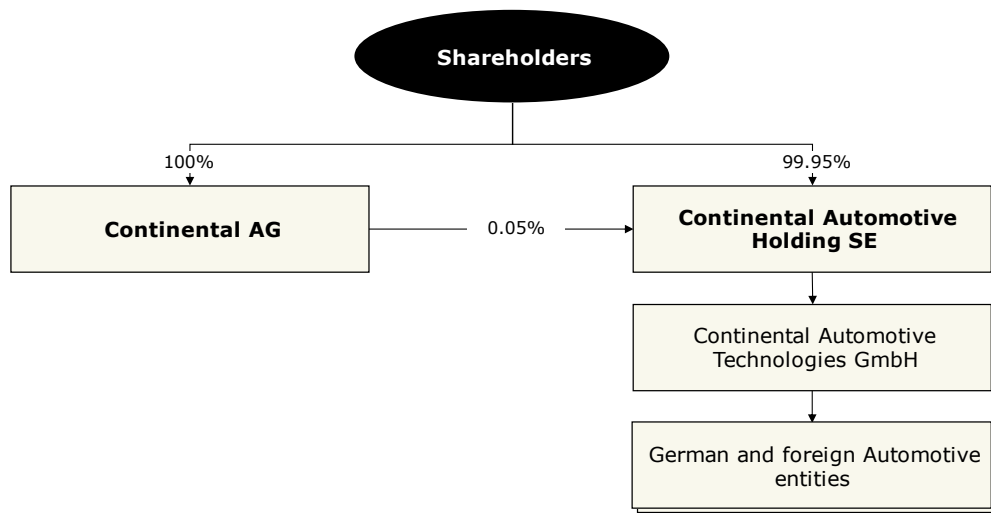 Shareholders
100%
99.95%
Continental AG
0.05%
Continental Automotive
Holding SE
Continental Automotive
Technologies GmbH
German and foreign Automotive
entities